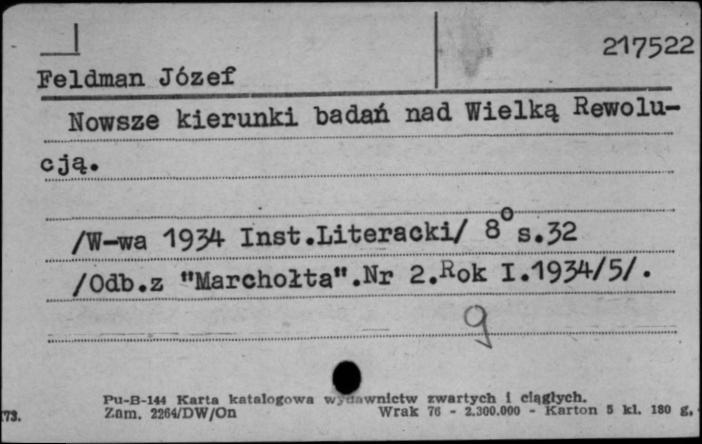 217522
Feldman Józef
Nowsze kierunki badań nad Wielką Rewolu-
cją.
/W-wa 1934 Inst.Literacki/ 8° s.32
/Odb.z "Marchołta".Nr 2.Rok I.1934/5/.
g
Pu-B-144 Karta katalogowa wydawnictw zwartych i ciągłych.
73. Zam. 2264/DW/On Wrak 76 - 2.300.000 - Karton 5 kl. 180 g.